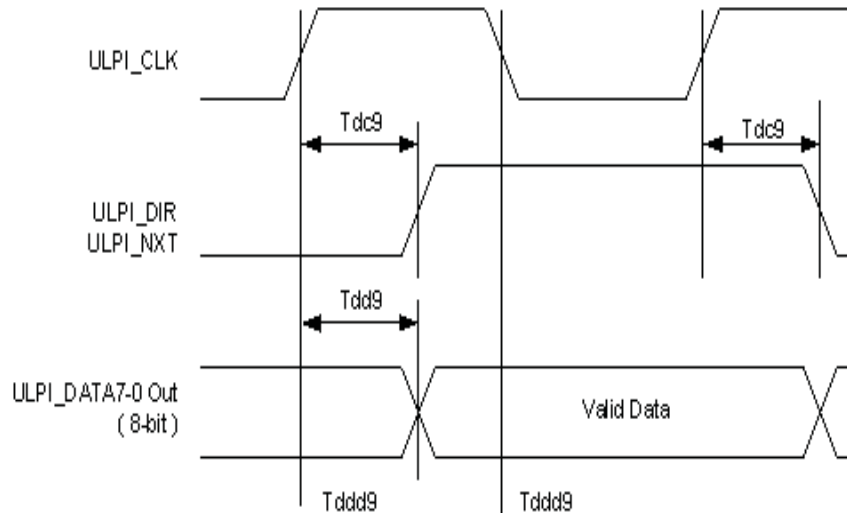 ULPI_CLK
Tdc9
Tdc9
ULPI_DIR
ULPI_NXT
Tdd9
ULPI_DATA7-0 Out
( 8-bit )
Valid Data
Tddd9
Tddd9